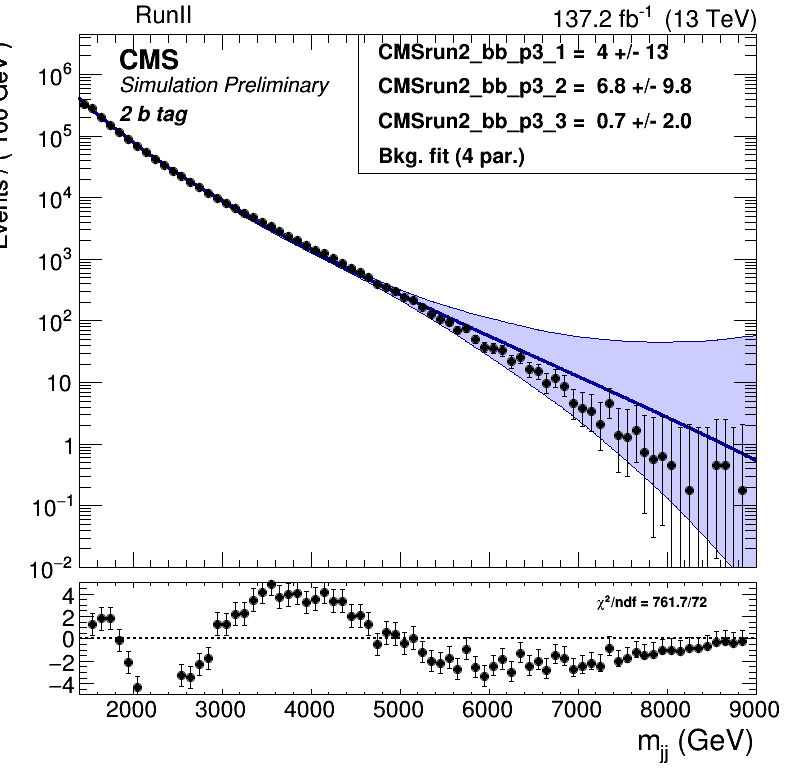 RunII
137.2 fb⁻¹ (13 TeV)
CMS
Simulation Preliminary
2 b tag
CMSrun2_bb_p3_1 = 4 +/- 13
CMSrun2_bb_p3_2 = 6.8 +/- 9.8
CMSrun2_bb_p3_3 = 0.7 +/- 2.0
Bkg. fit (4 par.)
10⁶
10⁵
10⁴
10³
10²
10
1
10⁻¹
10⁻²
χ²/ndf = 761.7/72
4
2
0
−2
−4
2000 3000 4000 5000 6000 7000 8000 9000
m_jj (GeV)